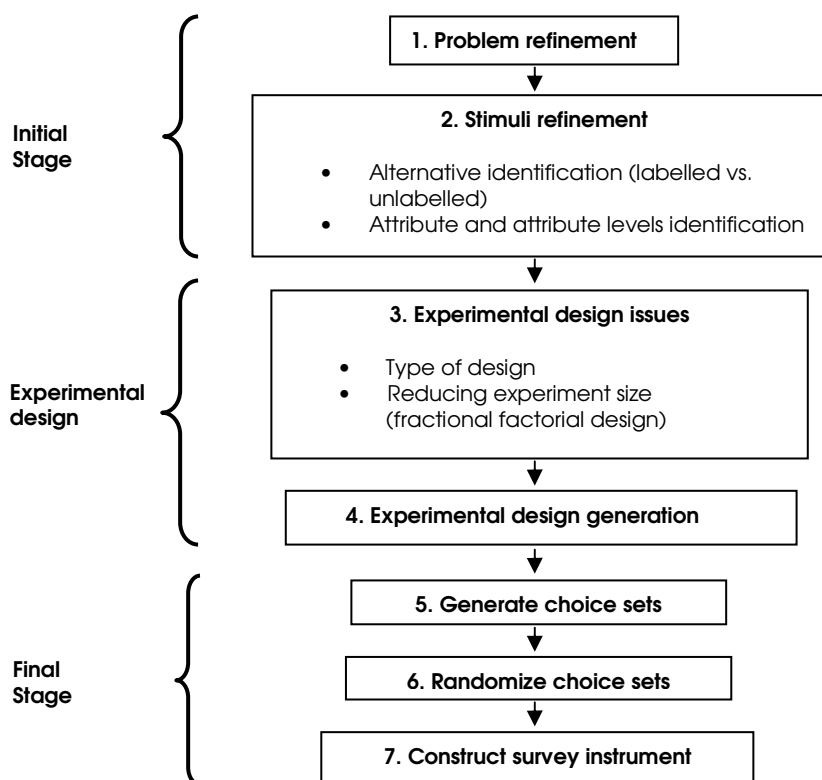 1. Problem refinement
Initial
Stage
2. Stimuli refinement
• Alternative identification (labelled vs.
unlabelled)
• Attribute and attribute levels identification
Experimental
design
3. Experimental design issues
• Type of design
• Reducing experiment size
(fractional factorial design)
4. Experimental design generation
Final
Stage
5. Generate choice sets
6. Randomize choice sets
7. Construct survey instrument